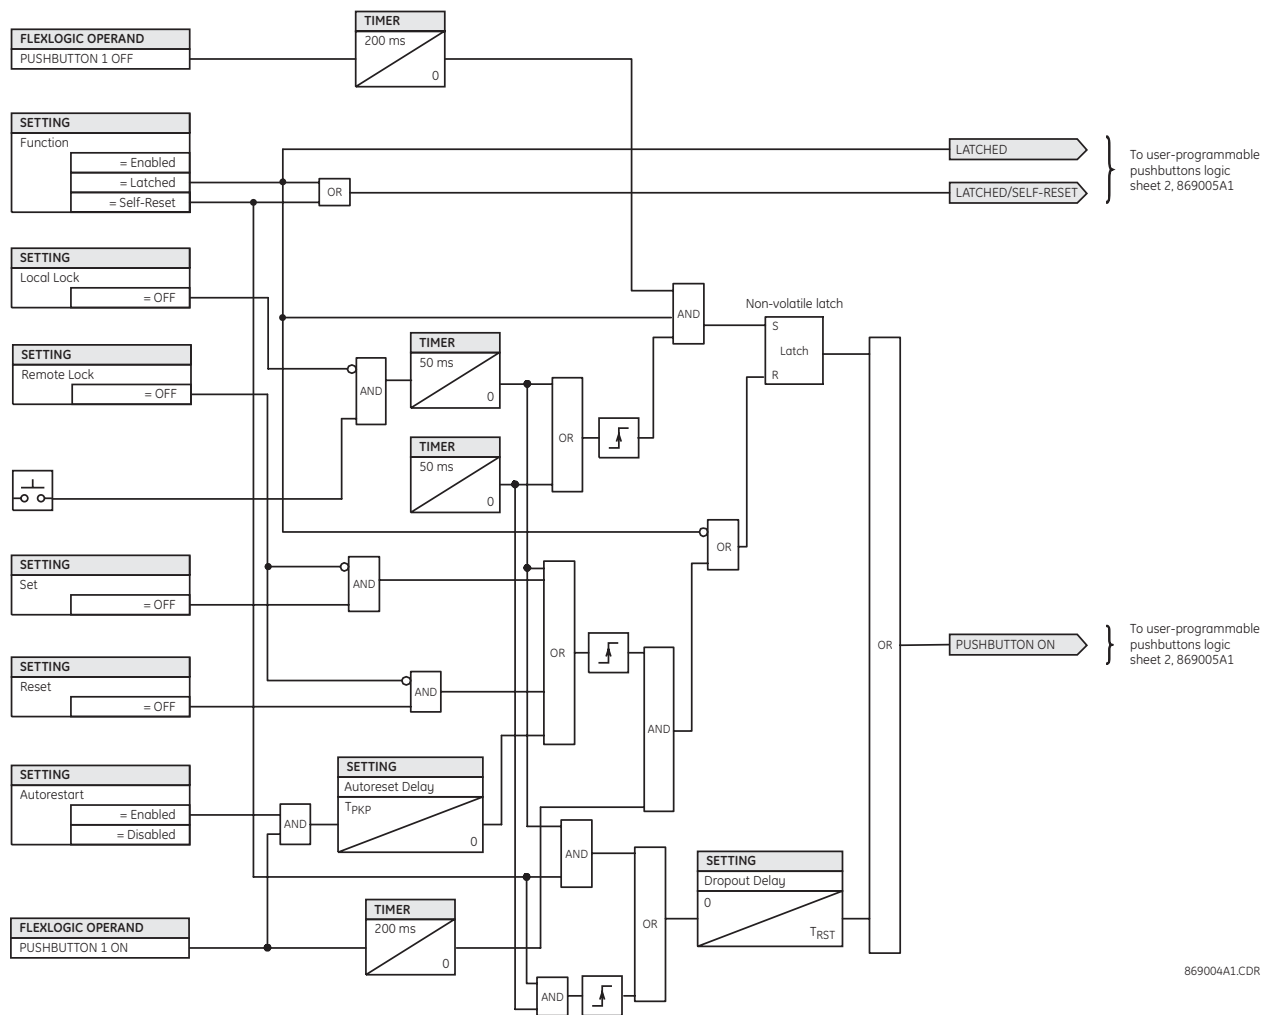 TIMER
200 ms
0
FLEXLOGIC OPERAND
PUSHBUTTON 1 OFF
SETTING
Function
= Enabled
= Latched
= Self-Reset
OR
LATCHED
LATCHED/SELF-RESET
To user-programmable
pushbuttons logic
sheet 2, 869005A1
SETTING
Local Lock
= OFF
AND
Non-volatile latch
S
Latch
R
SETTING
Remote Lock
= OFF
AND
TIMER
50 ms
0
OR
TIMER
50 ms
0
OR
SETTING
Set
= OFF
AND
OR
SETTING
Reset
= OFF
AND
AND
OR
PUSHBUTTON ON
To user-programmable
pushbuttons logic
sheet 2, 869005A1
SETTING
Autorestart
= Enabled
= Disabled
AND
SETTING
Autoreset Delay
TPKP
0
AND
OR
SETTING
Dropout Delay
0
TRST
FLEXLOGIC OPERAND
PUSHBUTTON 1 ON
TIMER
200 ms
0
AND
869004A1.CDR